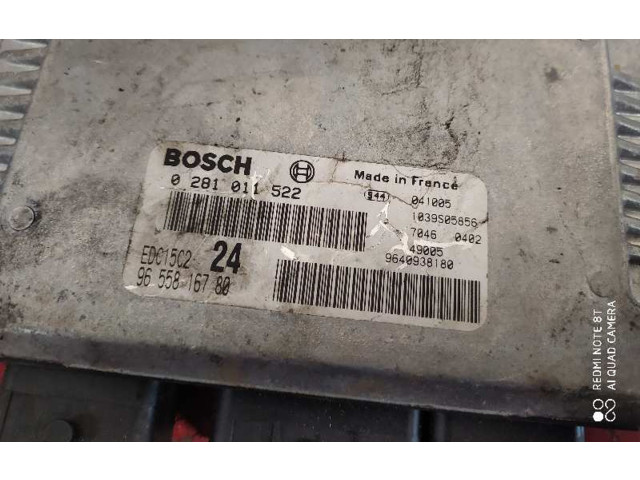 BOSCH
Made in France
0 281 011 522
S44
041005
1039S05856
7046 0402
49005
9640938180
EDC15C2- 24
96 558 167 80
REDMI NOTE 8T
AI QUAD CAMERA